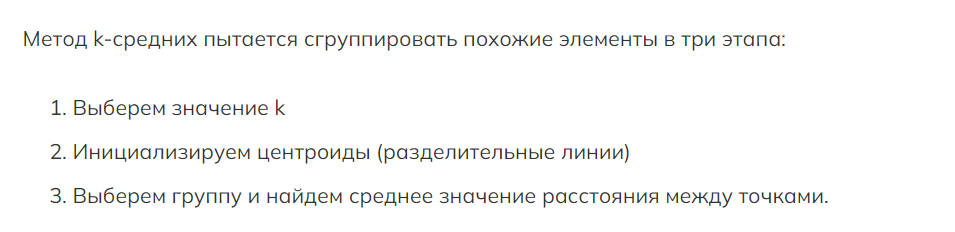 Метод k-средних пытается сгруппировать похожие элементы в три этапа:
1. Выберем значение k
2. Инициализируем центроиды (разделительные линии)
3. Выберем группу и найдем среднее значение расстояния между точками.